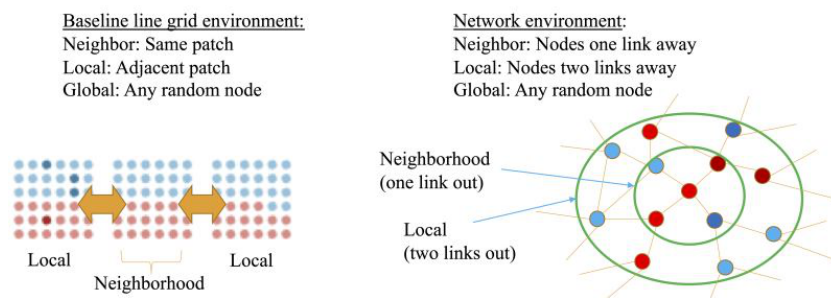 Baseline line grid environment:
Neighbor: Same patch
Local: Adjacent patch
Global: Any random node
Local
Neighborhood
Local
Network environment:
Neighbor: Nodes one link away
Local: Nodes two links away
Global: Any random node
Neighborhood
(one link out)
Local
(two links out)